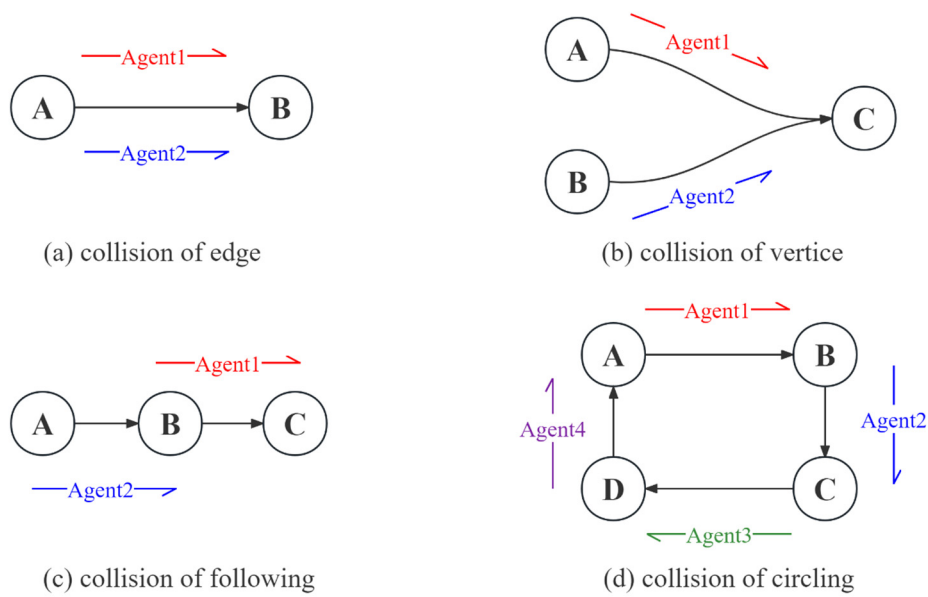 Agent1
A B
Agent2
(a) collision of edge
A
Agent1
C
B
Agent2
(b) collision of vertice
Agent1
A B C
Agent2
(c) collision of following
Agent1
A B
Agent4
Agent2
D C
Agent3
(d) collision of circling